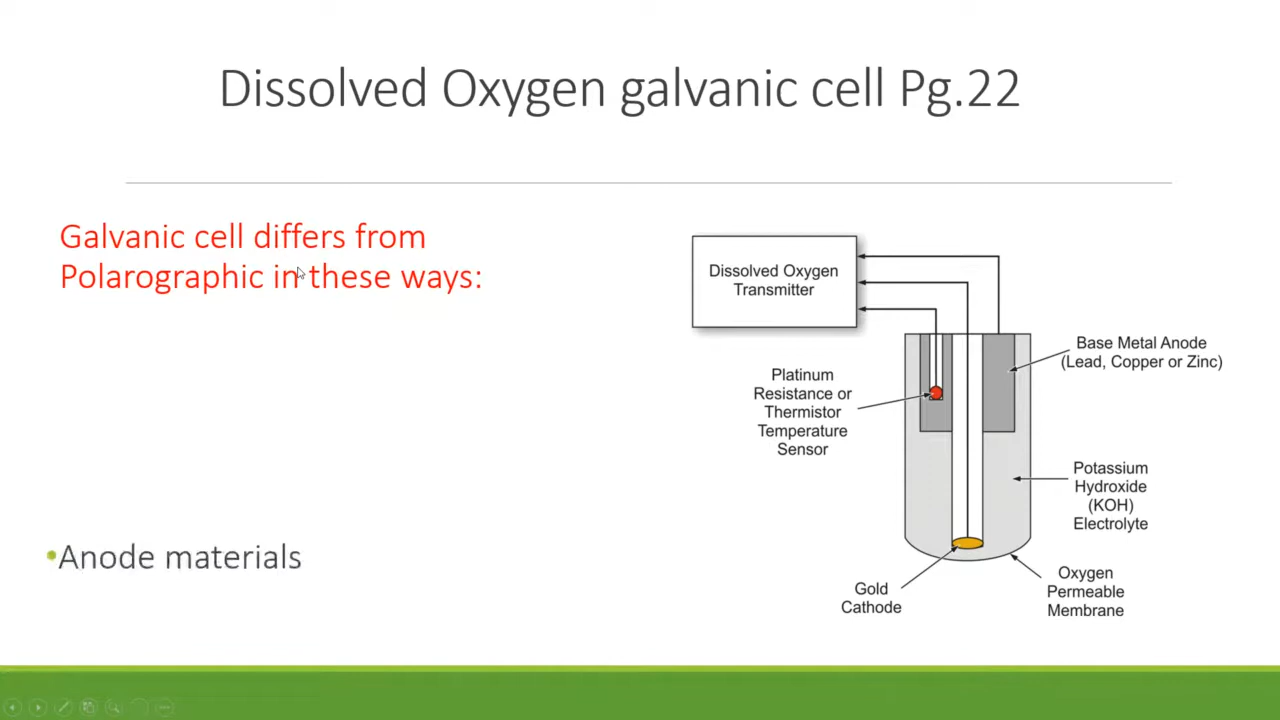 Dissolved Oxygen galvanic cell Pg.22
Galvanic cell differs from
Polarographic in these ways:
•Anode materials
Dissolved Oxygen
Transmitter
Platinum
Resistance or
Thermistor
Temperature
Sensor
Base Metal Anode
(Lead, Copper or Zinc)
Potassium
Hydroxide
(KOH)
Electrolyte
Gold
Cathode
Oxygen
Permeable
Membrane